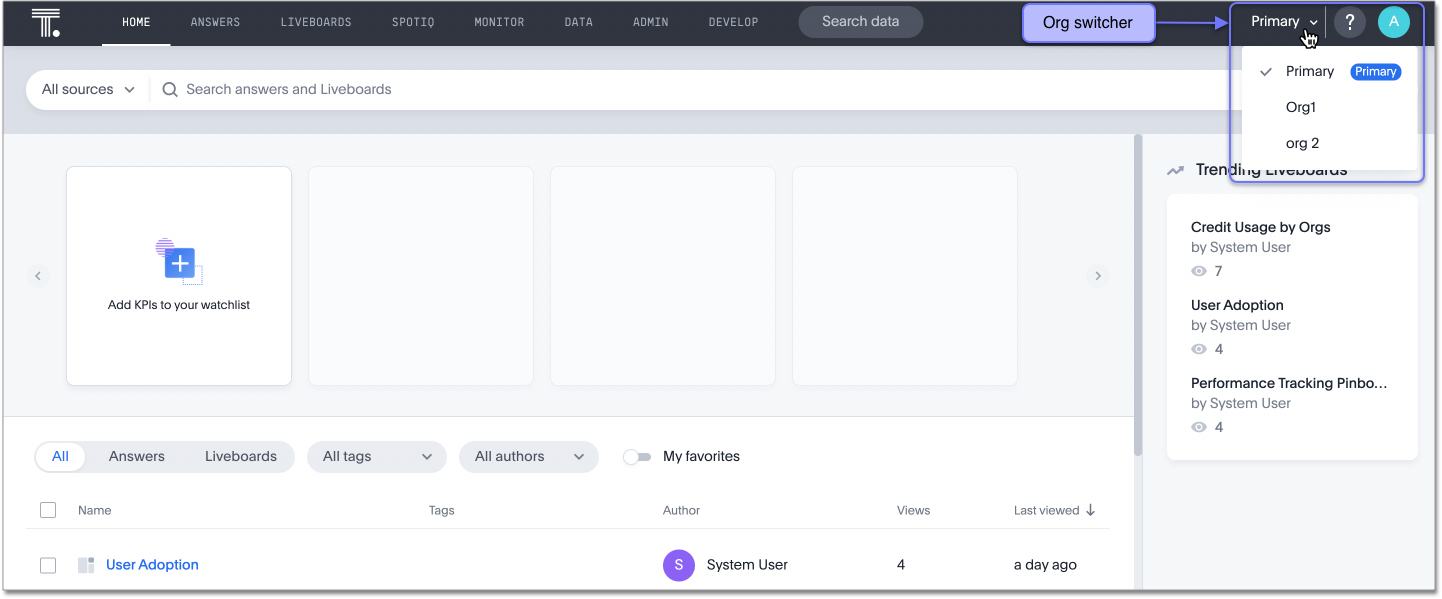 HOME ANSWERS LIVEBOARDS SPOTIQ MONITOR DATA ADMIN DEVELOP Search data Org switcher Primary ? A
Primary Primary
Org1
org 2
All sources Search answers and Liveboards
Trending Liveboards
Add KPIs to your watchlist
Credit Usage by Orgs
by System User
7
User Adoption
by System User
4
Performance Tracking Pinbo...
by System User
4
All Answers Liveboards All tags All authors My favorites
Name Tags Author Views Last viewed
User Adoption S System User 4 a day ago